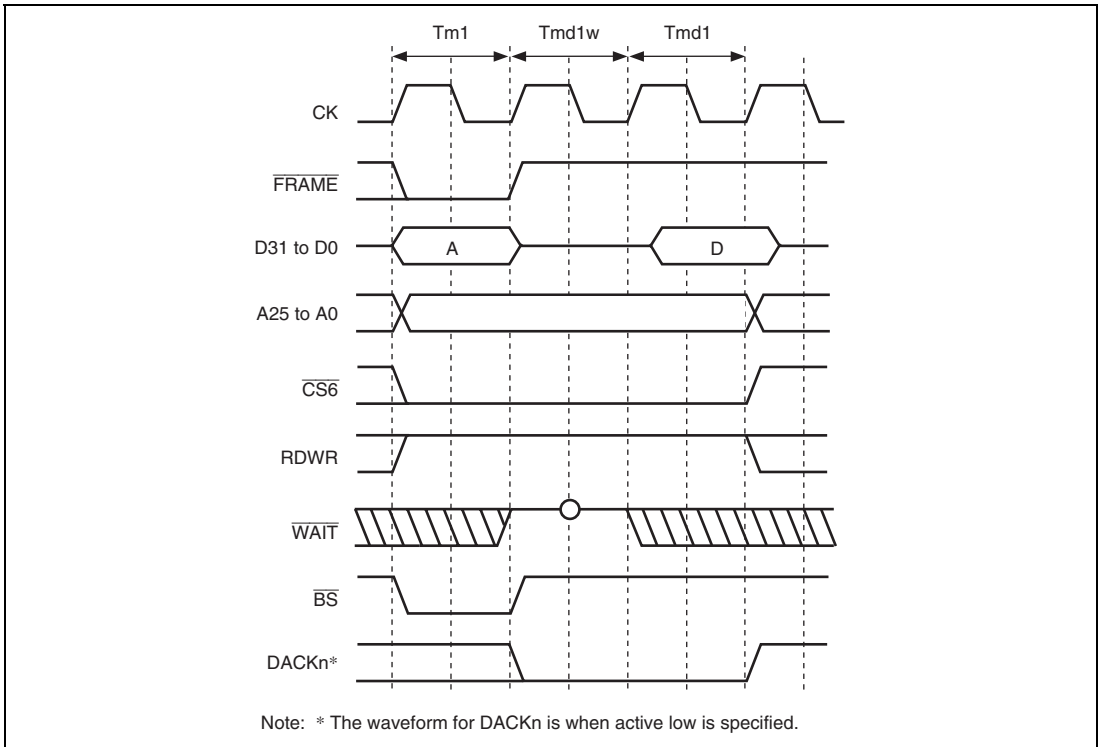 Tm1 Tmd1w Tmd1
CK
FRAME
D31 to D0 A D
A25 to A0
CS6
RDWR
WAIT
BS
DACKn*
Note: * The waveform for DACKn is when active low is specified.